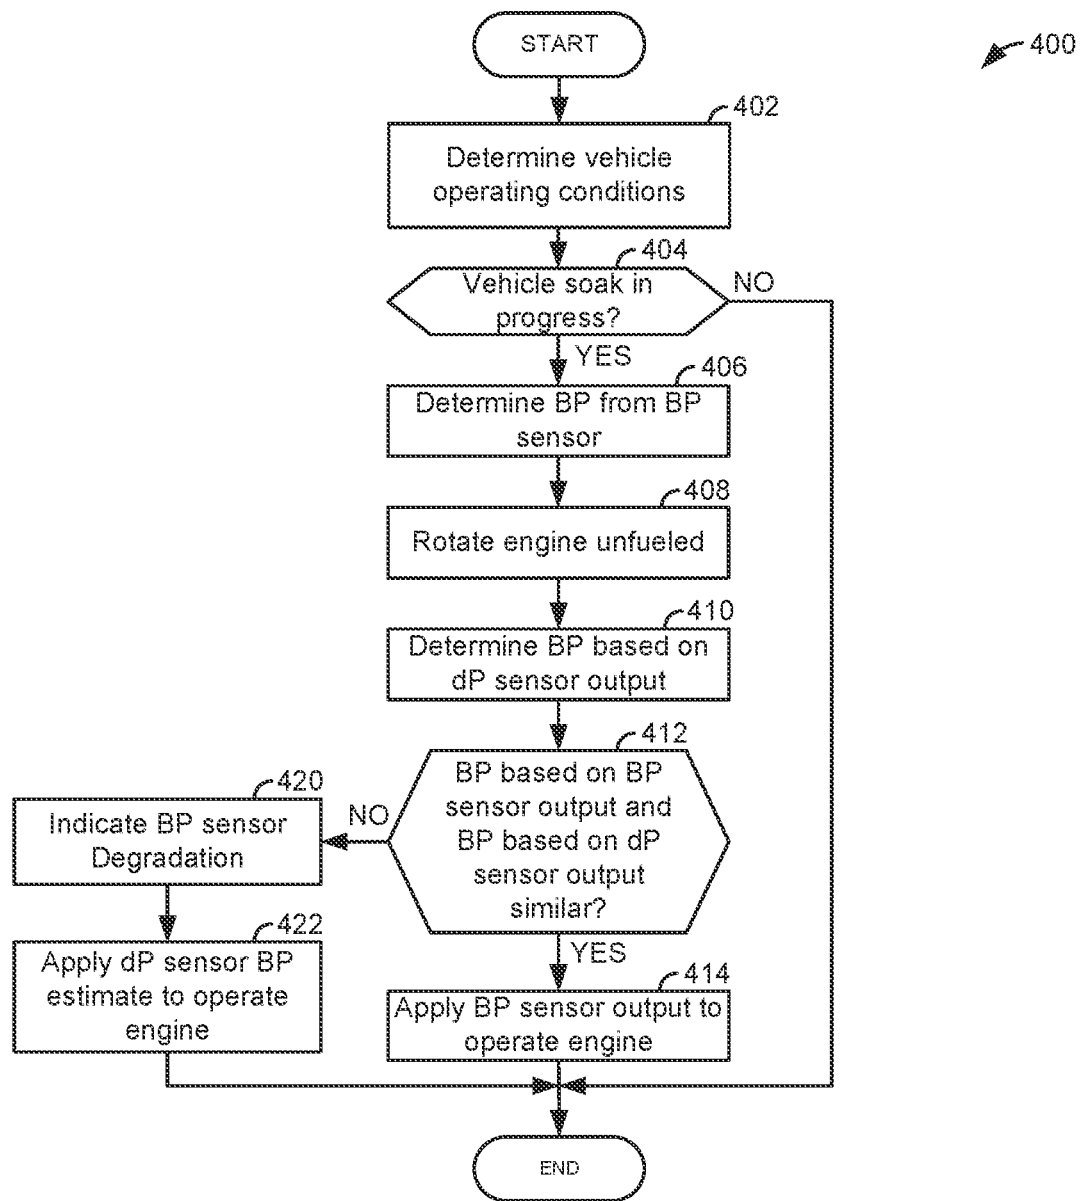 START
400
402
Determine vehicle
operating conditions
404
Vehicle soak in
progress?
NO
YES
406
Determine BP from BP
sensor
408
Rotate engine unfueled
410
Determine BP based on
dP sensor output
412
BP based on BP
sensor output and
BP based on dP
sensor output
similar?
NO
420
Indicate BP sensor
Degradation
422
Apply dP sensor BP
estimate to operate
engine
YES
414
Apply BP sensor output to
operate engine
END